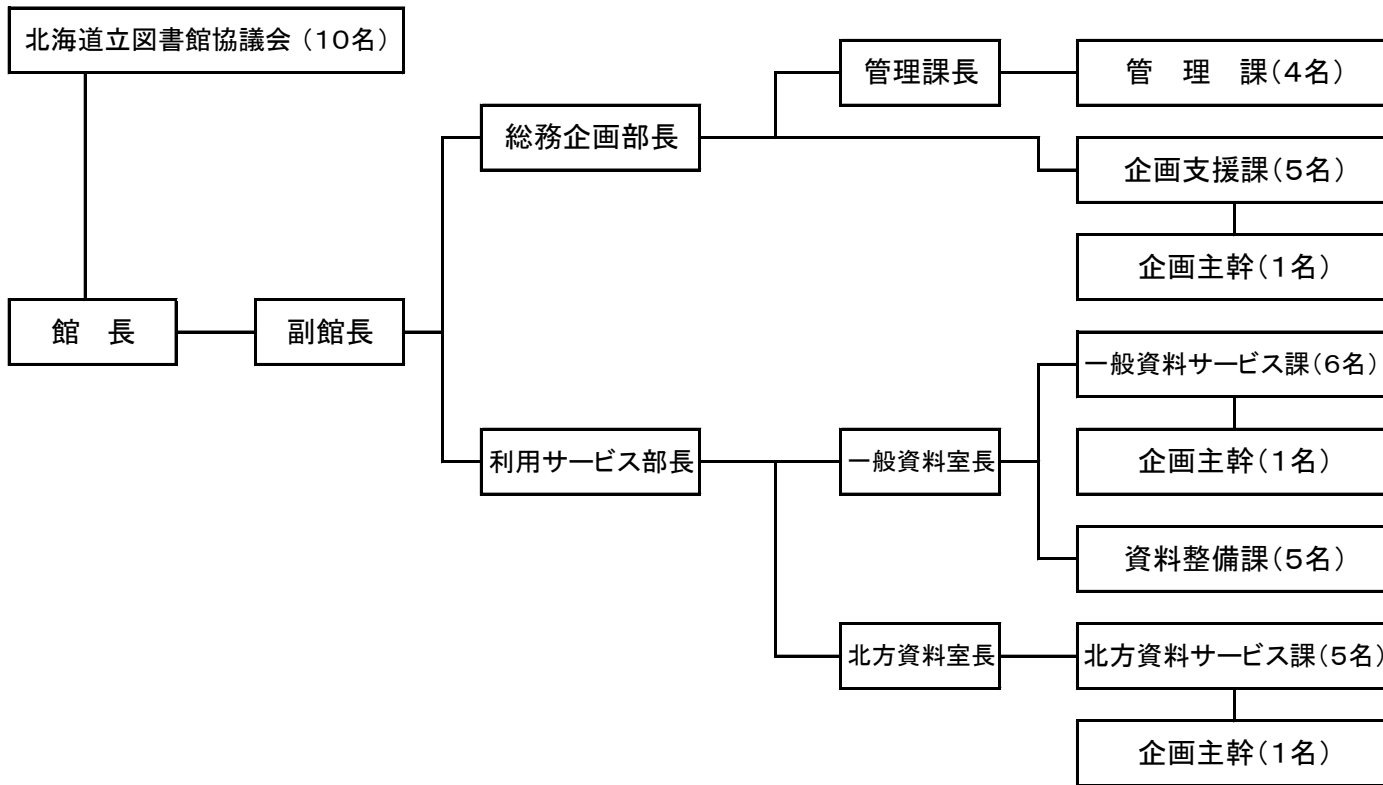 北海道立図書館協議会（１０名）
管理課長
管　理　課（４名）
総務企画部長
企画支援課（５名）
企画主幹（１名）
館　長
副館長
一般資料サービス課（６名）
利用サービス部長
一般資料室長
企画主幹（１名）
資料整備課（５名）
北方資料室長
北方資料サービス課（５名）
企画主幹（１名）